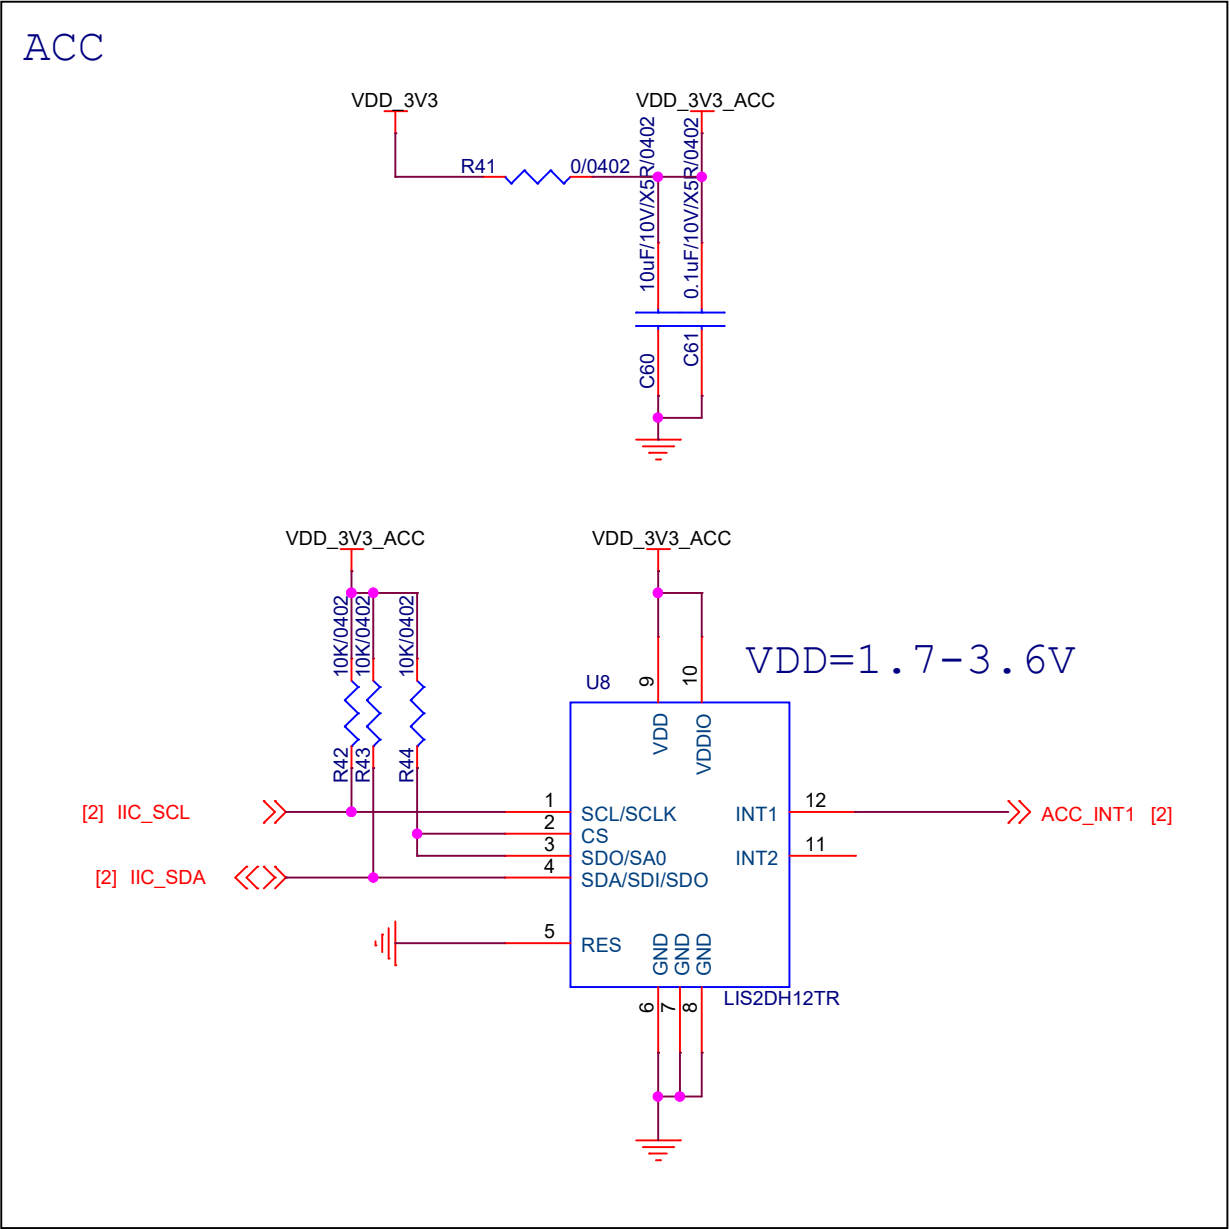 ACC
VDD_3V3
VDD_3V3_ACC
R41
0/0402
10uF/10V/X5R/0402
0.1uF/10V/X5R/0402
C60
C61
VDD_3V3_ACC
VDD_3V3_ACC
10K/0402
10K/0402
10K/0402
R42
R43
R44
VDD=1.7-3.6V
U8
9
10
VDD
VDDIO
[2] IIC_SCL
1
SCL/SCLK
2
CS
3
SDO/SA0
4
SDA/SDI/SDO
[2] IIC_SDA
5
RES
INT1
12
ACC_INT1 [2]
INT2
11
GND
GND
GND
6
7
8
LIS2DH12TR